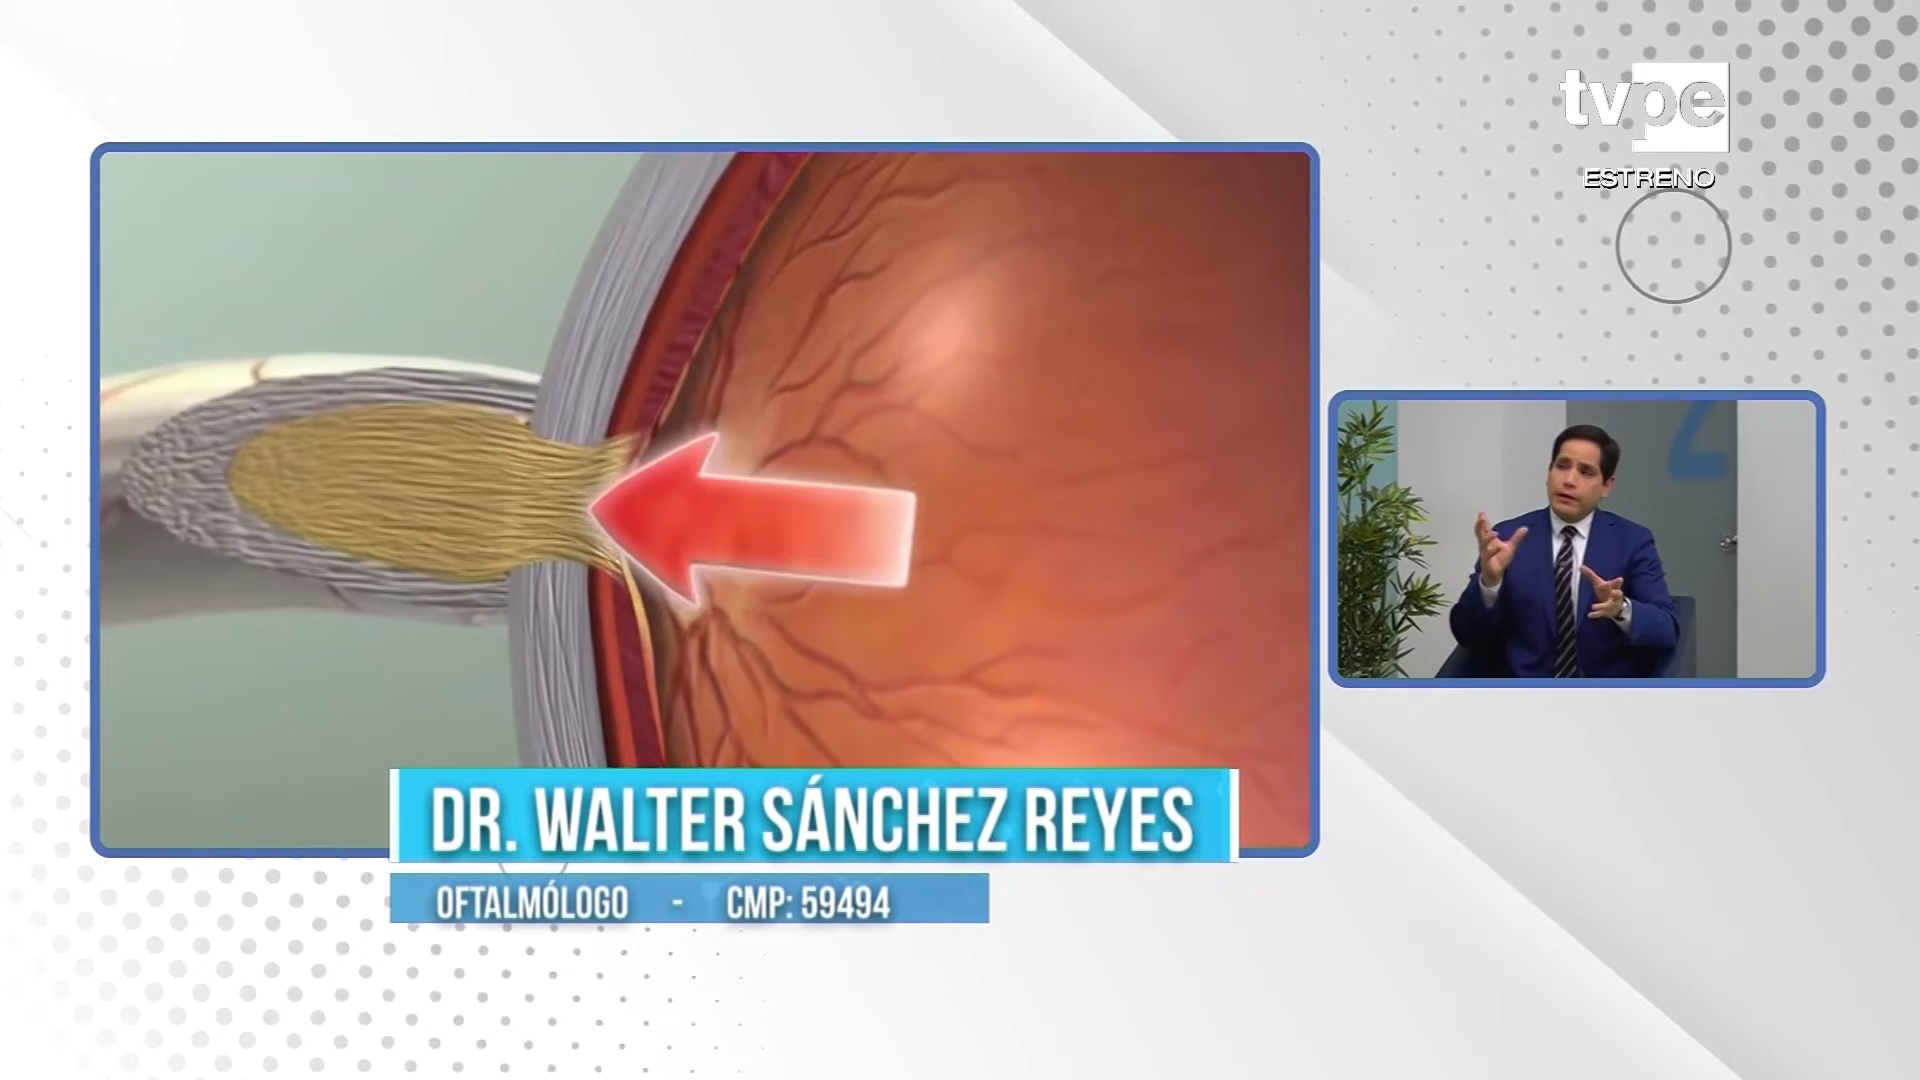 tvpe
ESTRENO
DR. WALTER SÁNCHEZ REYES
OFTALMÓLOGO - CMP: 59494